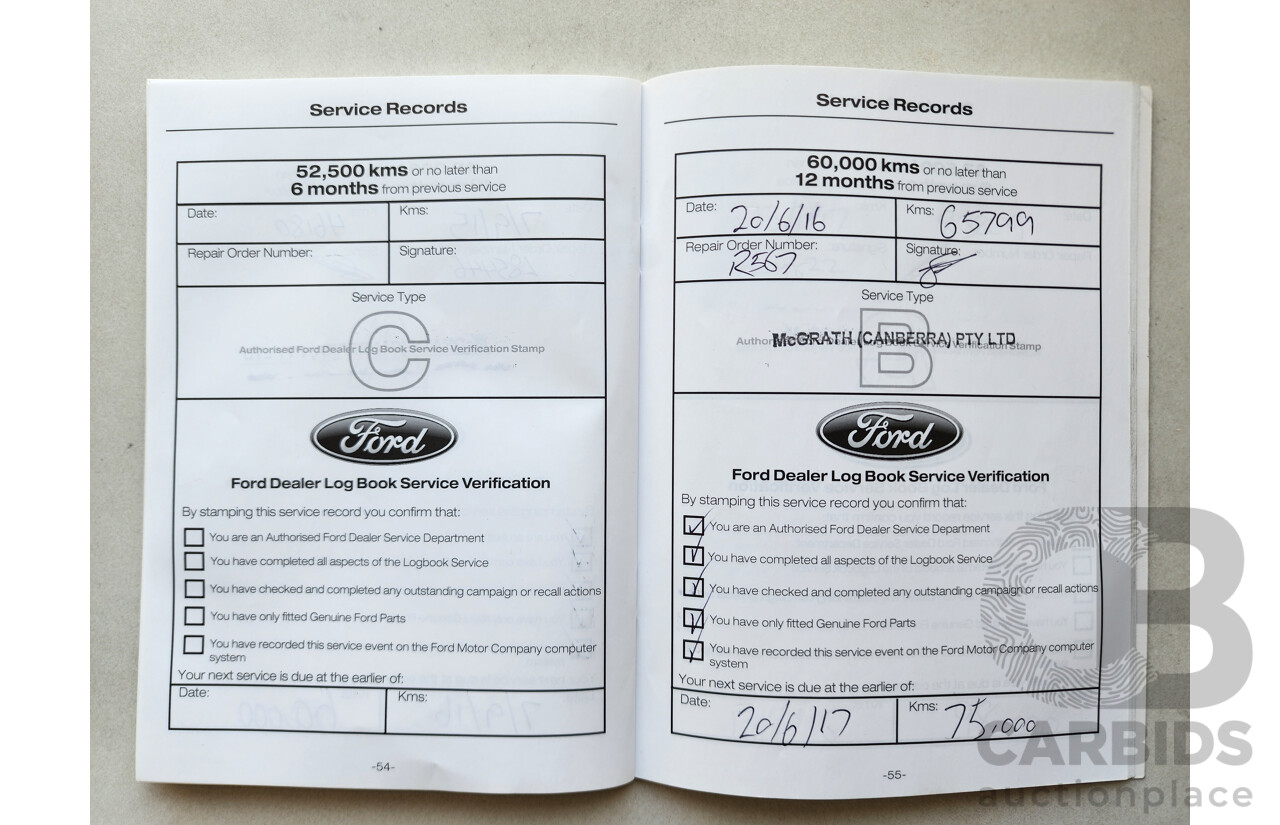 Service Records
52,500 kms or no later than
6 months from previous service
Date:
Kms:
Repair Order Number:
Signature:
Service Type
C
Authorised Ford Dealer Log Book Service Verification Stamp
Ford
Ford Dealer Log Book Service Verification
By stamping this service record you confirm that:
You are an Authorised Ford Dealer Service Department
You have completed all aspects of the Logbook Service
You have checked and completed any outstanding campaign or recall actions
You have only fitted Genuine Ford Parts
You have recorded this service event on the Ford Motor Company computer
system
Your next service is due at the earlier of:
Date:
Kms:
-54-
Service Records
60,000 kms or no later than
12 months from previous service
Date: 20/6/16
Kms: 65799
Repair Order Number:
R567
Signature:
Service Type
B
McGRATH (CANBERRA) PTY LTD
Ford
Ford Dealer Log Book Service Verification
By stamping this service record you confirm that:
You are an Authorised Ford Dealer Service Department
You have completed all aspects of the Logbook Service
You have checked and completed any outstanding campaign or recall actions
You have only fitted Genuine Ford Parts
You have recorded this service event on the Ford Motor Company computer
system
Your next service is due at the earlier of:
Date: 20/6/17
Kms: 75,000
-55-
CB
CARBIDS
auctionplace